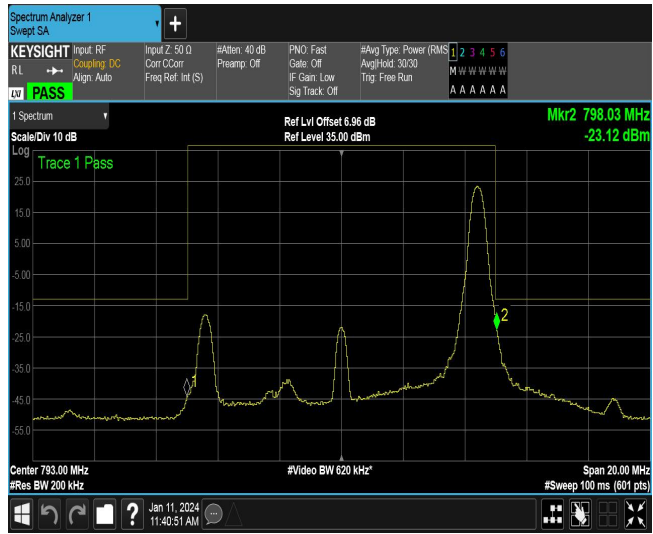 Spectrum Analyzer 1
Swept SA
+
KEYSIGHT Input: RF Input Z: 50 Ω #Atten: 40 dB PNO: Fast #Avg Type: Power (RMS 1 2 3 4 5 6
RL Coupling: DC Corr CCorr Preamp: Off Gate: Off Avg|Hold: 30/30 M W W W W W
Align: Auto Freq Ref: Int (S) IF Gain: Low Trig: Free Run
LXI PASS Sig Track: Off A A A A A A
1 Spectrum Ref Lvl Offset 6.96 dB Mkr2 798.03 MHz
Scale/Div 10 dB Ref Level 35.00 dBm -23.12 dBm
Log
Trace 1 Pass
25.0
15.0
5.00
-5.00
-15.0
2
-25.0
-35.0
1
-45.0
-55.0
Center 793.00 MHz #Video BW 620 kHz* Span 20.00 MHz
#Res BW 200 kHz #Sweep 100 ms (601 pts)
? Jan 11, 2024
11:40:51 AM